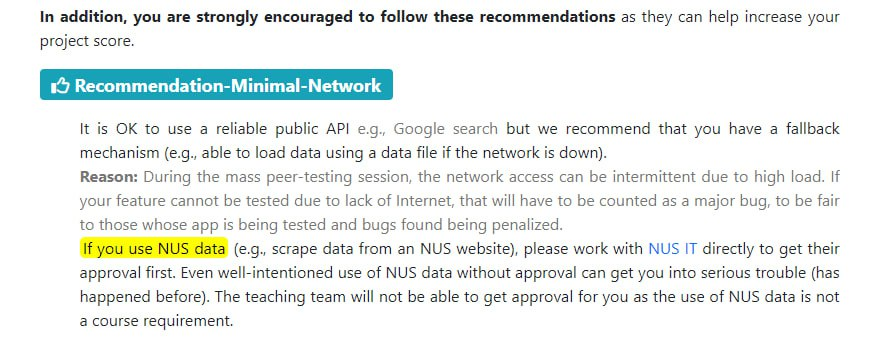 In addition, you are strongly encouraged to follow these recommendations as they can help increase your
project score.
Recommendation-Minimal-Network
It is OK to use a reliable public API e.g., Google search but we recommend that you have a fallback
mechanism (e.g., able to load data using a data file if the network is down).
Reason: During the mass peer-testing session, the network access can be intermittent due to high load. If
your feature cannot be tested due to lack of Internet, that will have to be counted as a major bug, to be fair
to those whose app is being tested and bugs found being penalized.
If you use NUS data (e.g., scrape data from an NUS website), please work with NUS IT directly to get their
approval first. Even well-intentioned use of NUS data without approval can get you into serious trouble (has
happened before). The teaching team will not be able to get approval for you as the use of NUS data is not
a course requirement.